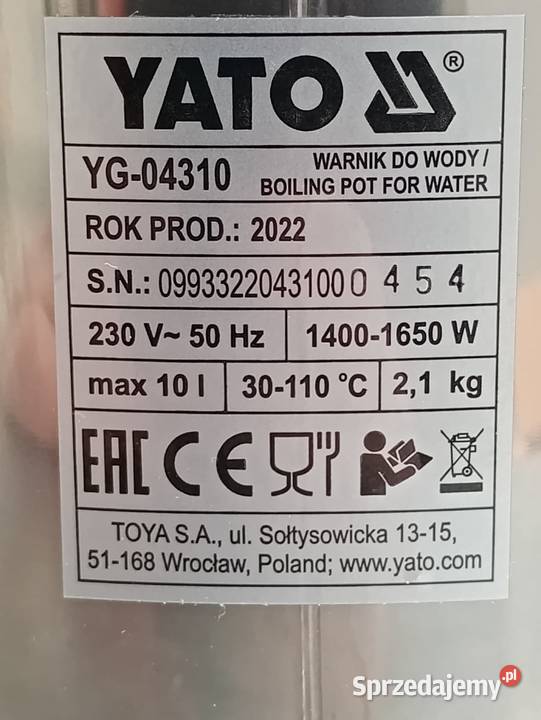 YATO ®
YG-04310
WARNIK DO WODY /
BOILING POT FOR WATER
ROK PROD.: 2022
S.N.: 0993322043100 0 4 5 4
230 V~ 50 Hz
1400-1650 W
max 10 l
30-110 °C
2,1 kg
EAC CE
TOYA S.A., ul. Sołtysowicka 13-15,
51-168 Wrocław, Poland; www.yato.com
Sprzedajemy.pl